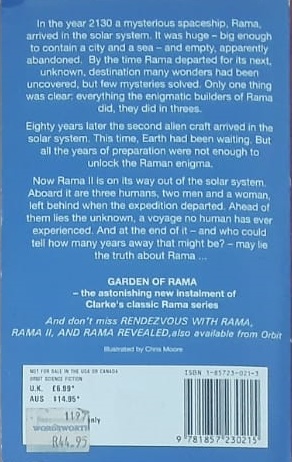 In the year 2130 a mysterious spaceship, Rama,
arrived in the solar system. It was huge – big enough
to contain a city and a sea – and empty, apparently
abandoned. By the time Rama departed for its next,
unknown, destination many wonders had been
uncovered, but few mysteries solved. Only one thing
was clear: everything the enigmatic builders of Rama
did, they did in threes.
Eighty years later the second alien craft arrived in the
solar system. This time, Earth had been waiting. But
all the years of preparation were not enough to
unlock the Raman enigma.
Now Rama II is on its way out of the solar system.
Aboard it are three humans, two men and a woman,
left behind when the expedition departed. Ahead of
them lies the unknown, a voyage no human has ever
experienced. And at the end of it – and who could
tell how many years away that might be? – may lie
the truth about Rama ...
GARDEN OF RAMA
– the astonishing new instalment of
Clarke's classic Rama series
And don't miss RENDEZVOUS WITH RAMA,
RAMA II, AND RAMA REVEALED, also available from Orbit
Illustrated by Chris Moore
NOT FOR SALE IN THE USA OR CANADA
ORBIT SCIENCE FICTION
U.K. £6.99*
AUS $14.95*
only
1197
WORDSWORTH
R44.95
ISBN 1-85723-021-3
9 781857 230215